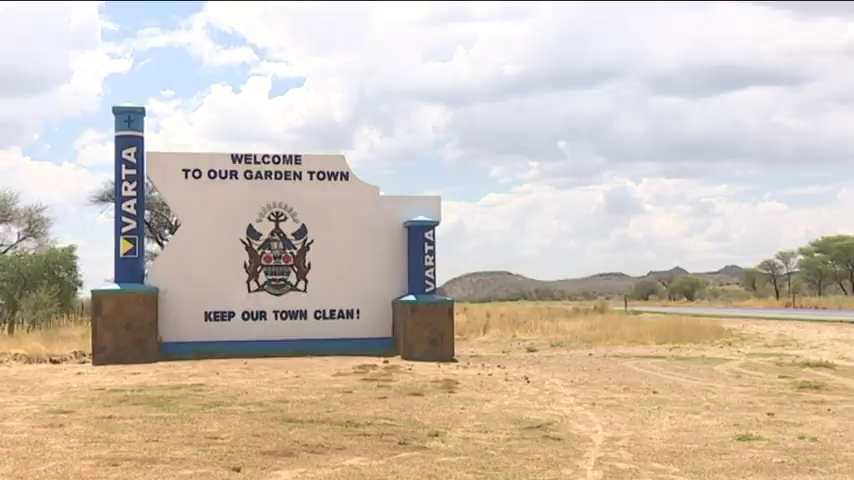 VARTA
WELCOME
TO OUR GARDEN TOWN
KEEP OUR TOWN CLEAN!
VARTA